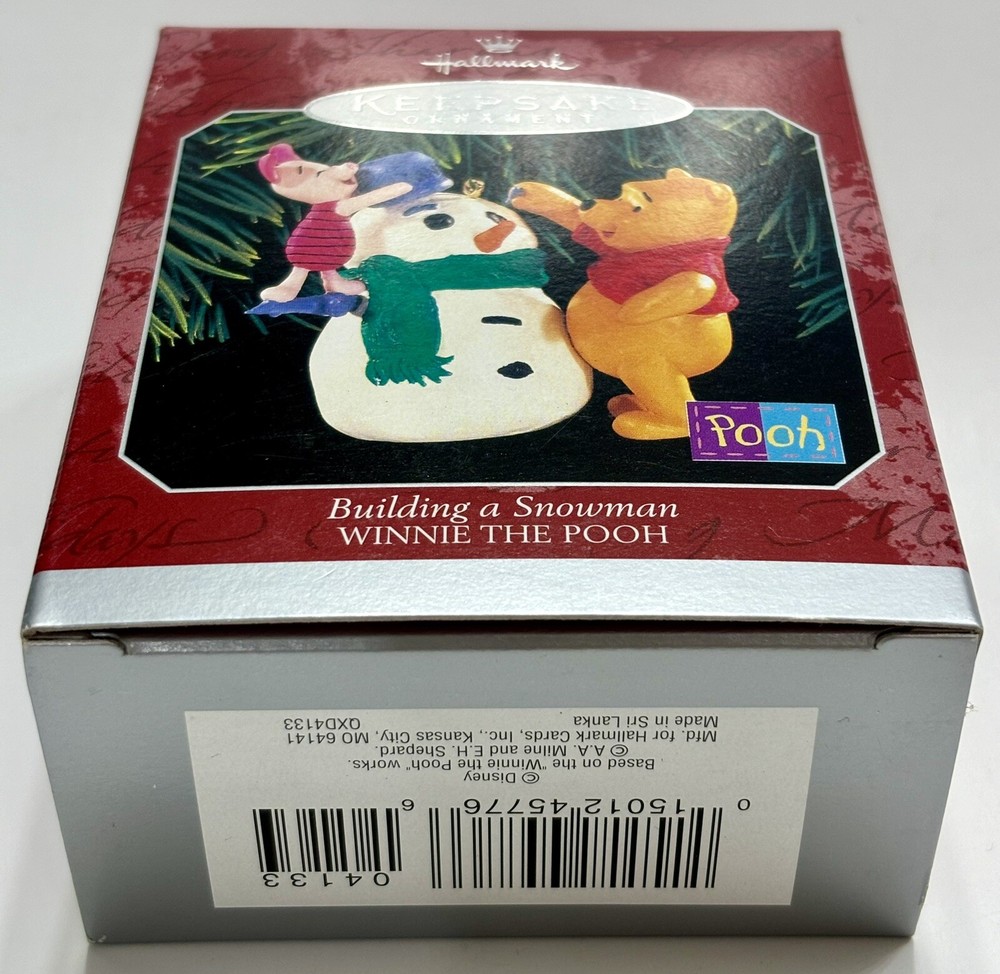 Hallmark
KEEPSAKE
ORNAMENT
Pooh
Building a Snowman
WINNIE THE POOH
0 15012 45776 6
04133
© Disney
Based on the "Winnie the Pooh" works.
© A.A. Milne and E.H. Shepard.
Mfd. for Hallmark Cards, Inc., Kansas City, MO 64141
Made in Sri Lanka QXD4133